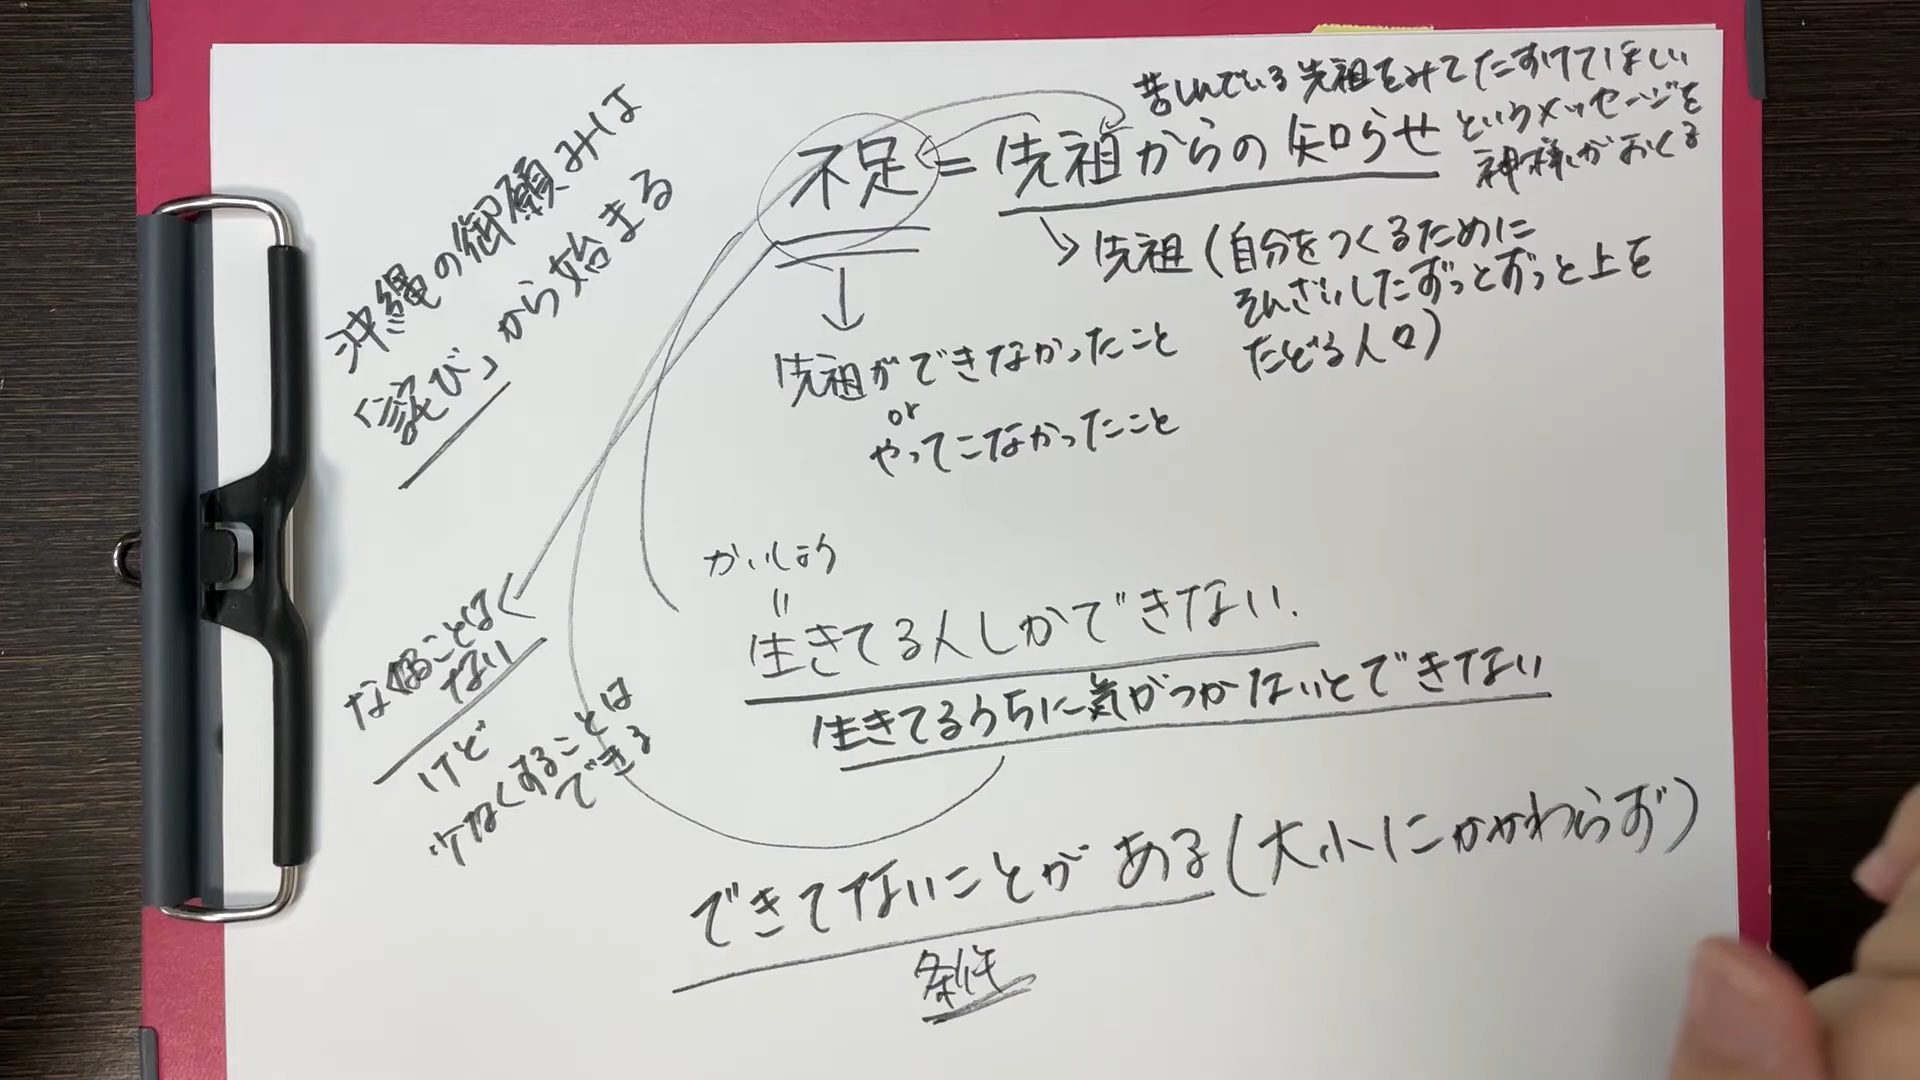 沖縄の御願みは
「詫び」から始まる
不足 = 先祖からの知らせ
苦しんでいる先祖をみてたすけてほしい
というメッセージを
神様がおくる
先祖(自分をつくるために
そんざいしたずっとずっと上を
たどる人口)
先祖ができなかったこと
or
やってこなかったこと
かいしょう
〃
生きてる人しかできない.
生きてるうちに気がつかないとできない
なくなることは
ない
けど
少なくすることは
できる
できてないことがある(大小にかかわらず)
条件